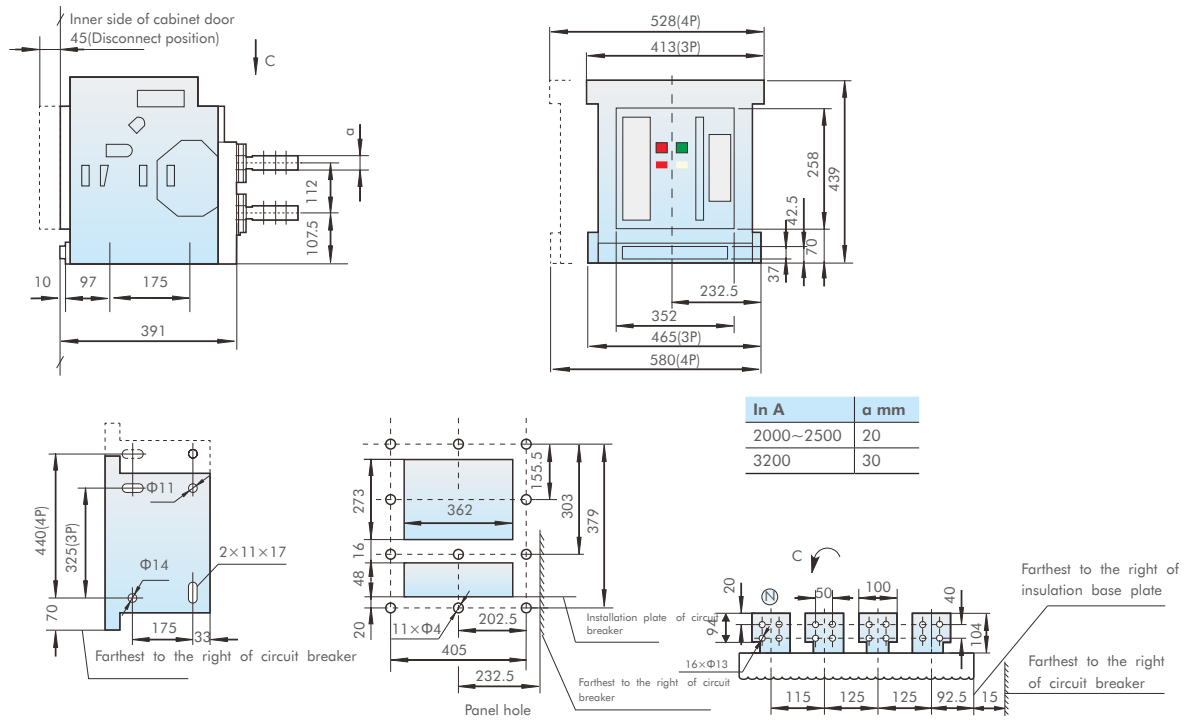 Inner side of cabinet door
45(Disconnect position)
C
a
112
107.5
10
97
175
391
528(4P)
413(3P)
258
439
42.5
70
37
232.5
352
465(3P)
580(4P)
In A
a mm
2000~2500
20
3200
30
440(4P)
325(3P)
70
Φ11
Φ14
2×11×17
175
33
Farthest to the right of circuit breaker
273
16
48
20
362
155.5
303
379
11×Φ4
202.5
405
232.5
Panel hole
Installation plate of circuit
breaker
Farthest to the right of circuit
breaker
C
20
94
N
50
100
40
104
16×Φ13
115
125
125
92.5
15
Farthest to the right of
insulation base plate
Farthest to the right
of circuit breaker